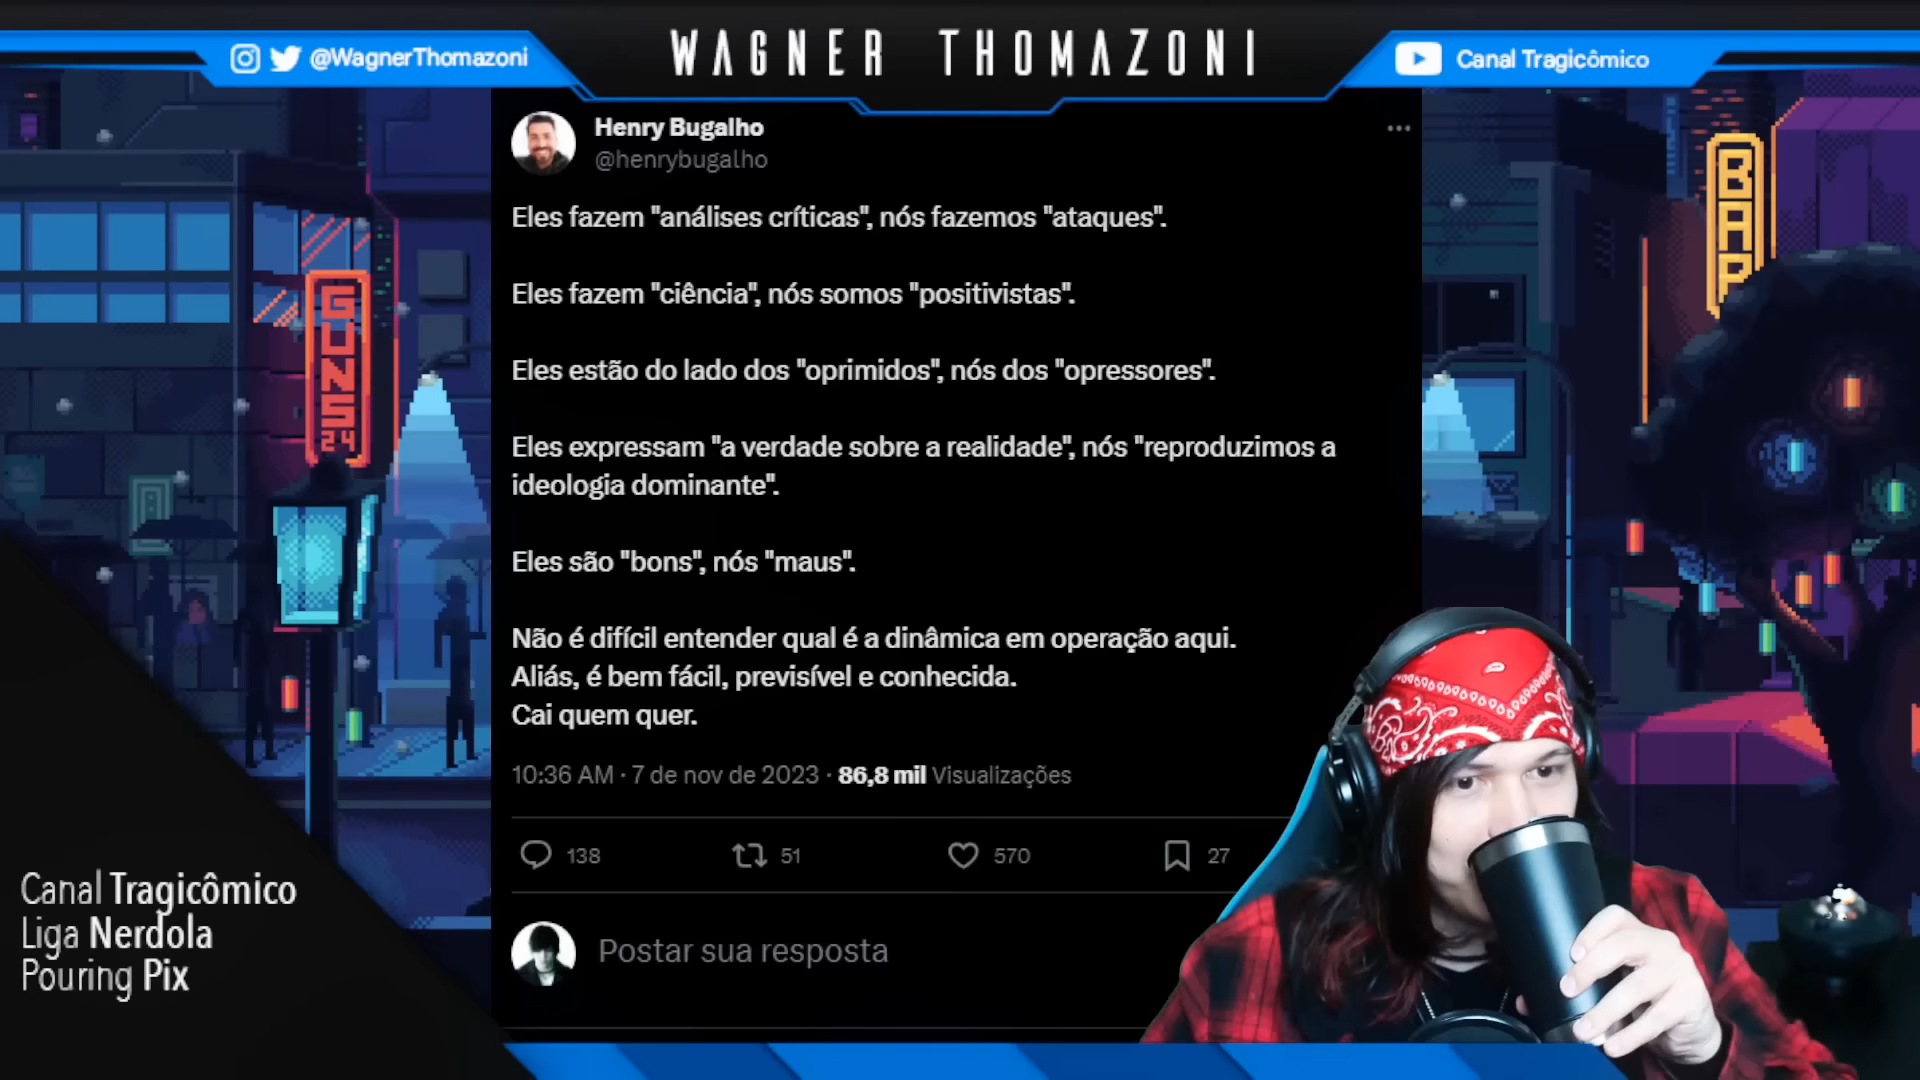 WAGNER THOMAZONI
@WagnerThomazoni
Canal Tragicômico
Henry Bugalho
@henrybugalho
Eles fazem "análises críticas", nós fazemos "ataques".
Eles fazem "ciência", nós somos "positivistas".
Eles estão do lado dos "oprimidos", nós dos "opressores".
Eles expressam "a verdade sobre a realidade", nós "reproduzimos a
ideologia dominante".
Eles são "bons", nós "maus".
Não é difícil entender qual é a dinâmica em operação aqui.
Aliás, é bem fácil, previsível e conhecida.
Cai quem quer.
10:36 AM · 7 de nov de 2023 · 86,8 mil Visualizações
138 51 570 27
Postar sua resposta
GUNS
24
BAR
Canal Tragicômico
Liga Nerdola
Pouring Pix